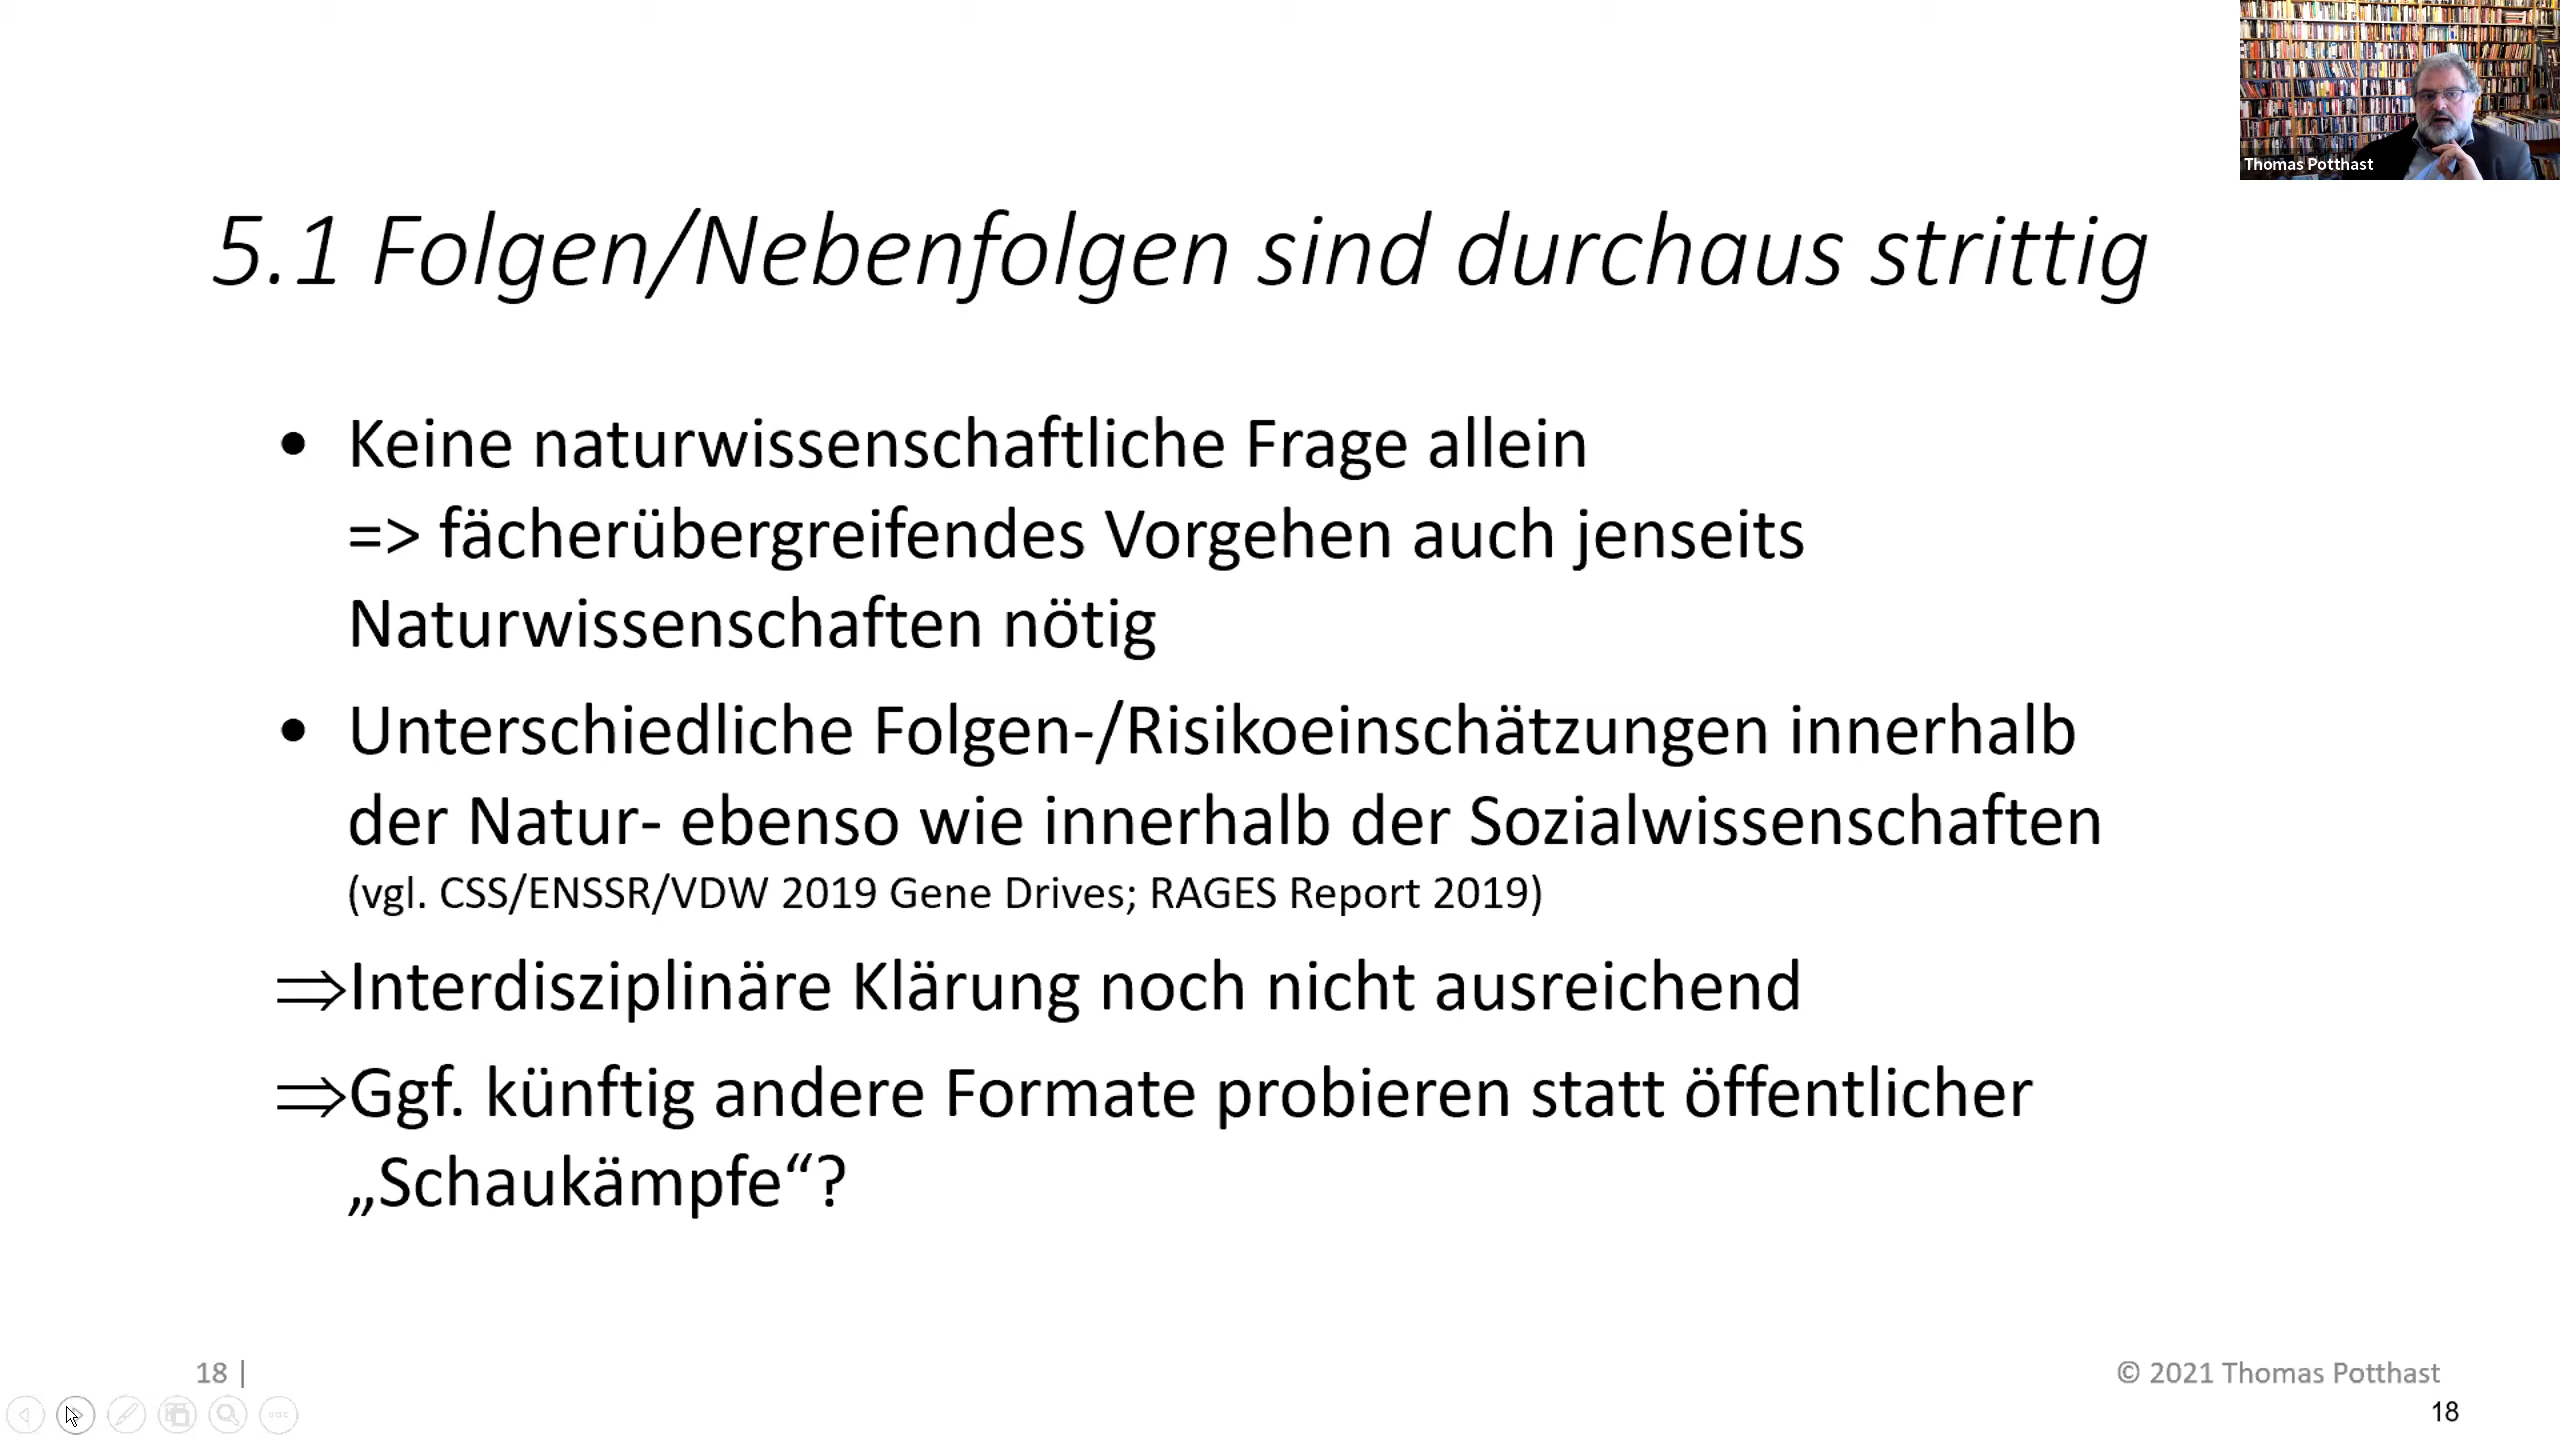 Thomas Potthast
5.1 Folgen/Nebenfolgen sind durchaus strittig
• Keine naturwissenschaftliche Frage allein
=> fächerübergreifendes Vorgehen auch jenseits
Naturwissenschaften nötig
• Unterschiedliche Folgen-/Risikoeinschätzungen innerhalb
der Natur- ebenso wie innerhalb der Sozialwissenschaften
(vgl. CSS/ENSSR/VDW 2019 Gene Drives; RAGES Report 2019)
⇒Interdisziplinäre Klärung noch nicht ausreichend
⇒Ggf. künftig andere Formate probieren statt öffentlicher
„Schaukämpfe“?
18 |
© 2021 Thomas Potthast
18